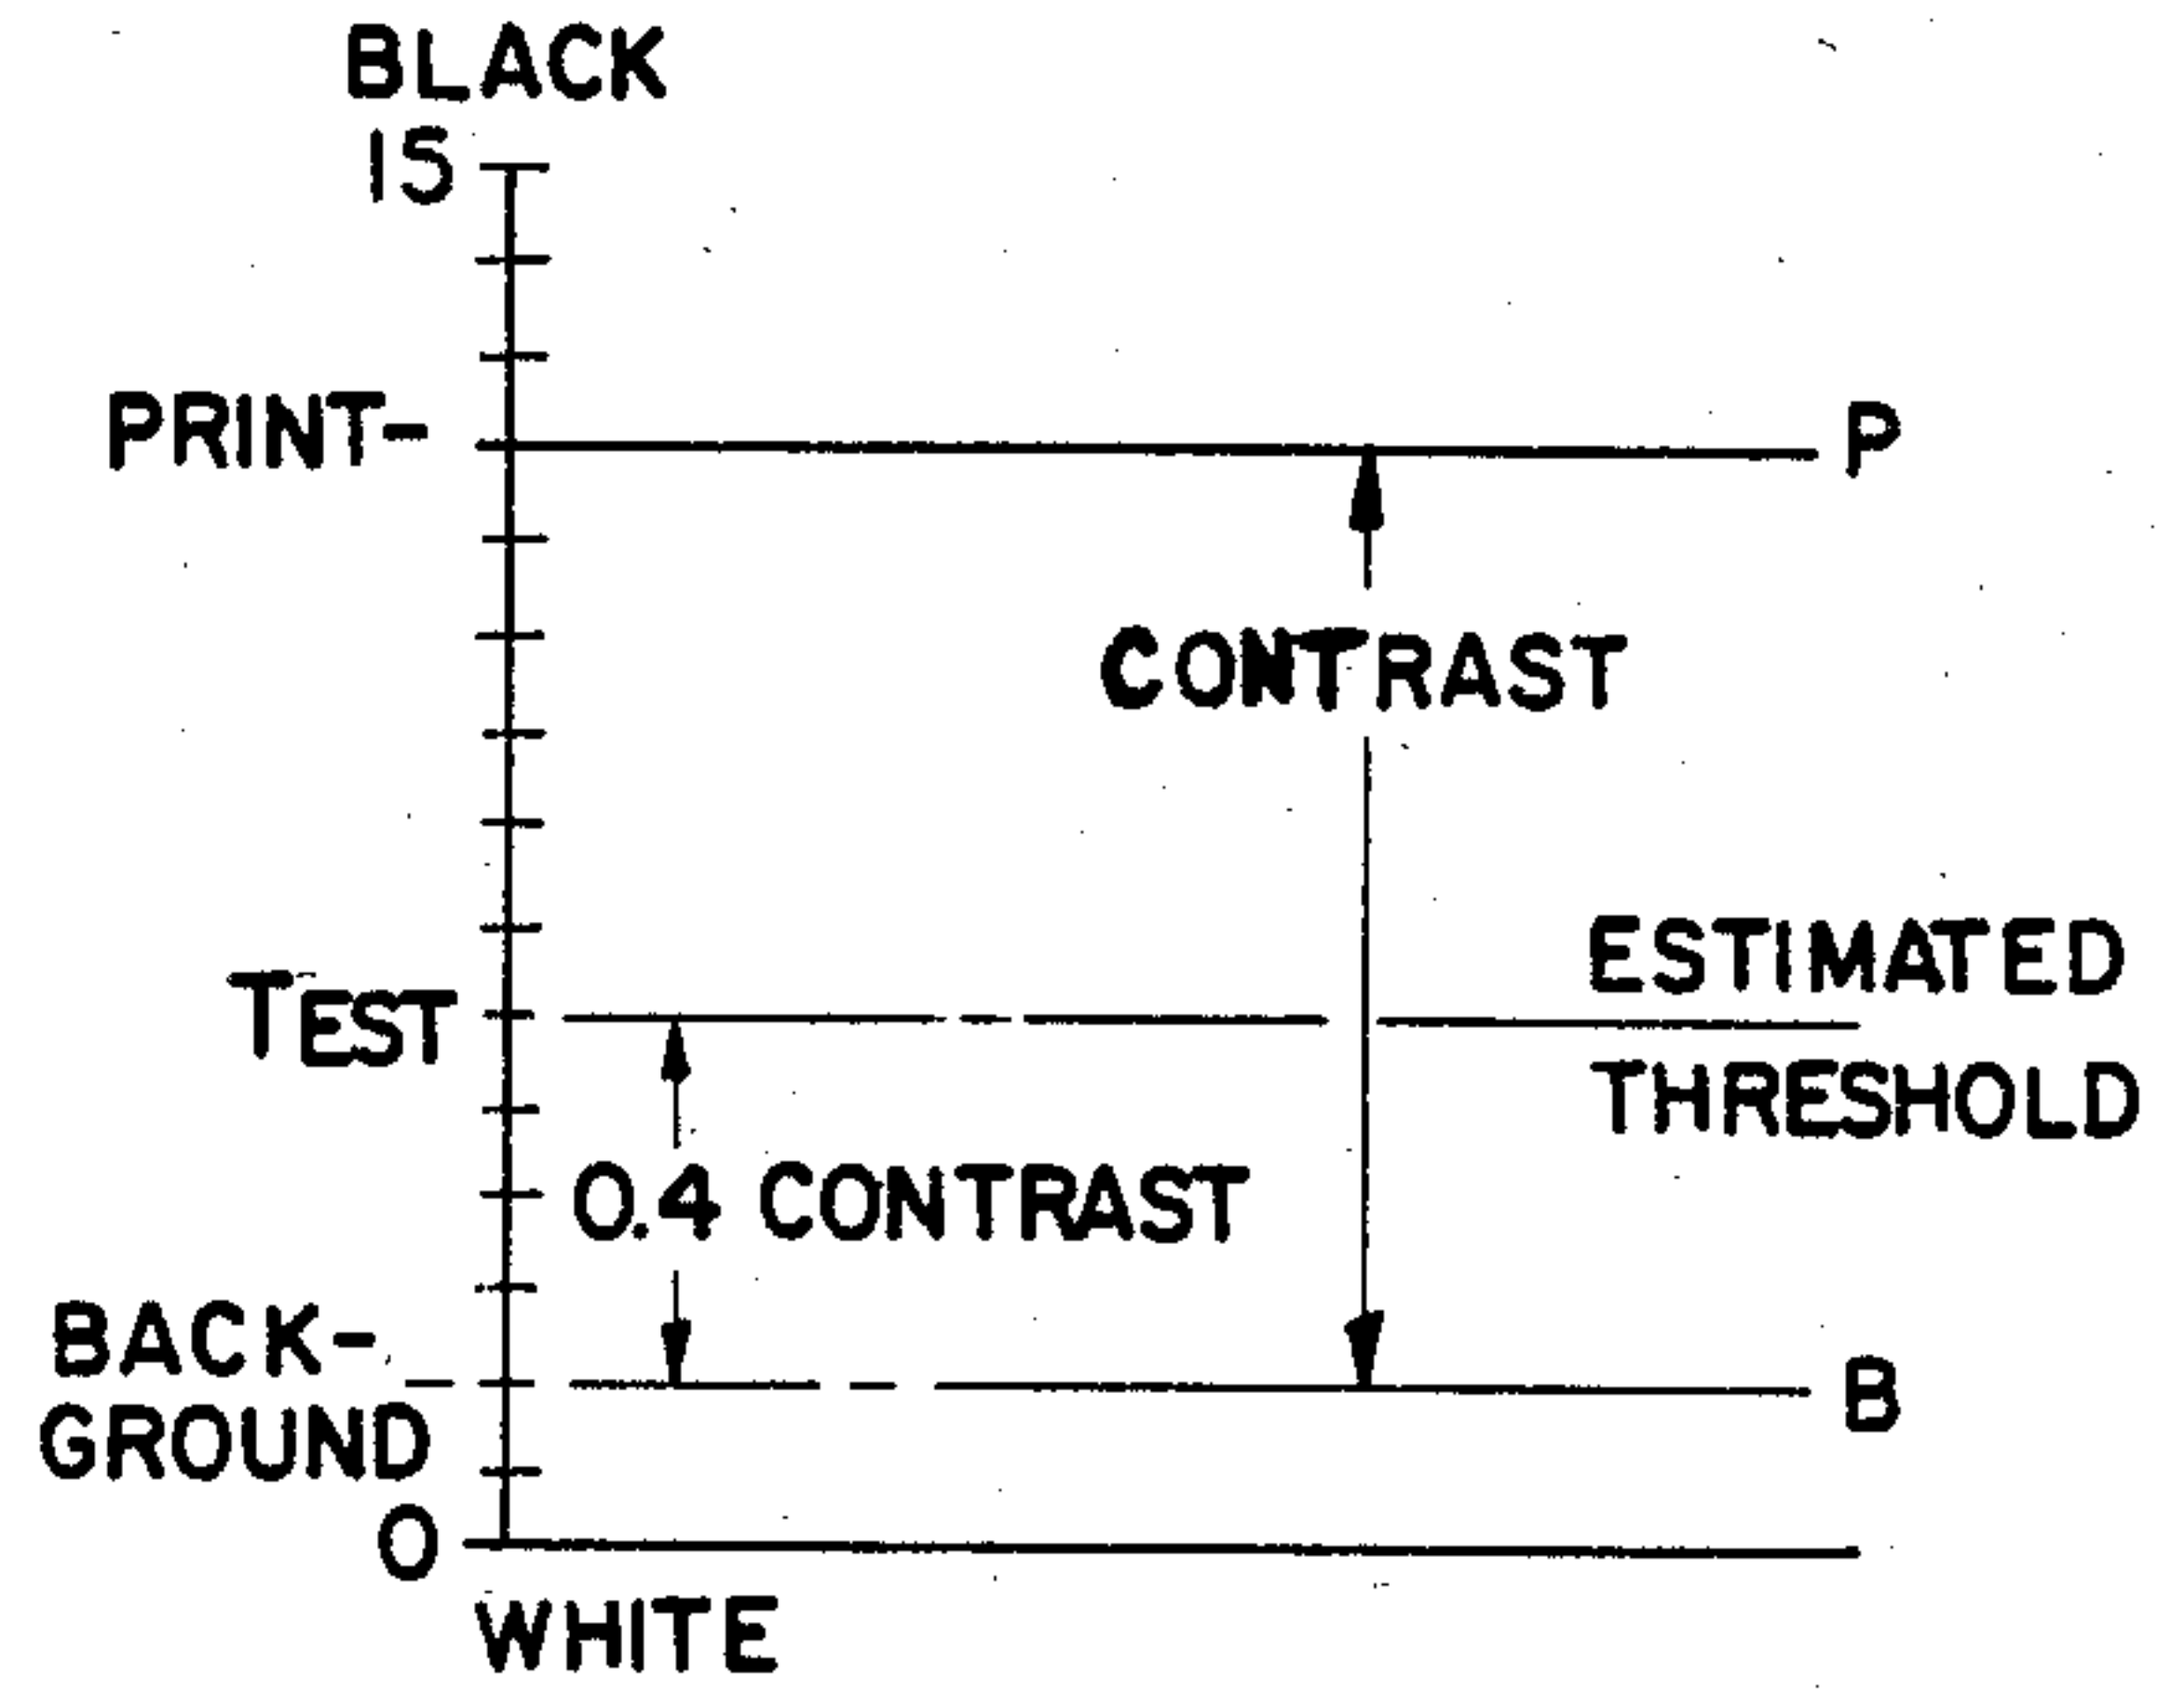 BLACK
15
PRINT-
P
CONTRAST
ESTIMATED
TEST
THRESHOLD
0.4 CONTRAST
BACK-
GROUND
B
0
WHITE